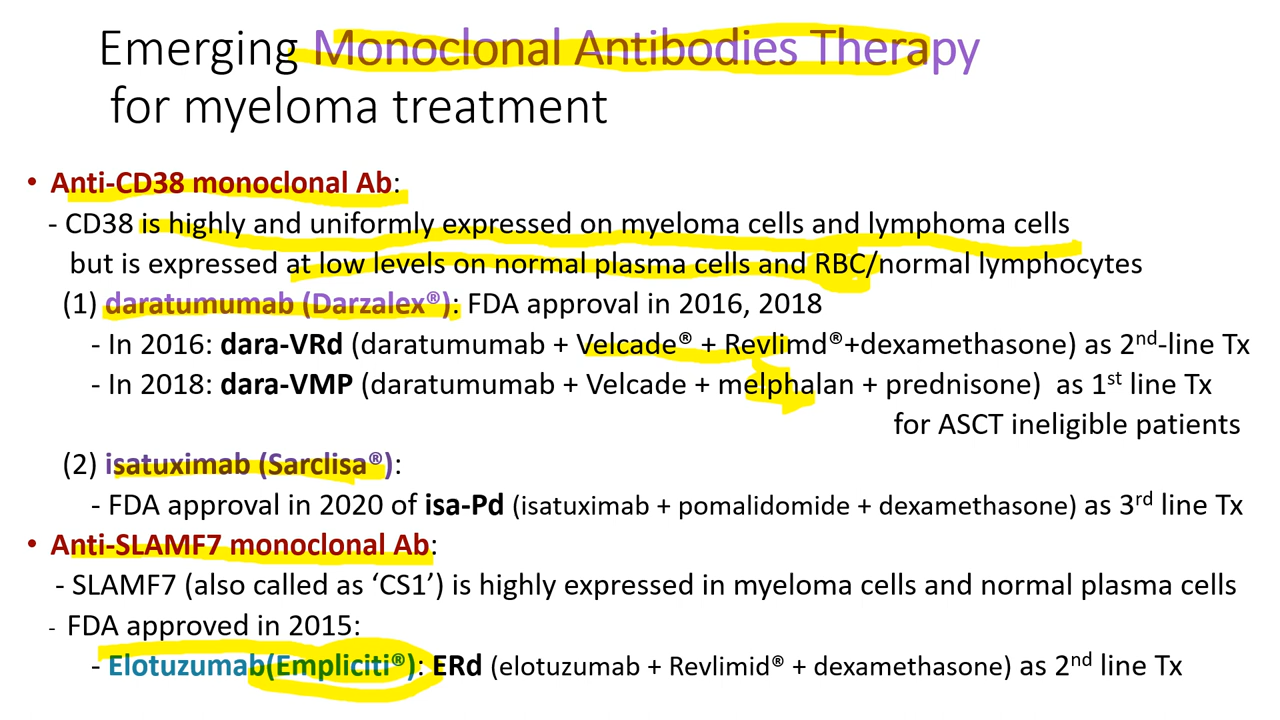 Emerging Monoclonal Antibodies Therapy
for myeloma treatment
• Anti-CD38 monoclonal Ab:
- CD38 is highly and uniformly expressed on myeloma cells and lymphoma cells
but is expressed at low levels on normal plasma cells and RBC/normal lymphocytes
(1) daratumumab (Darzalex®): FDA approval in 2016, 2018
- In 2016: dara-VRd (daratumumab + Velcade® + Revlimd®+dexamethasone) as 2nd-line Tx
- In 2018: dara-VMP (daratumumab + Velcade + melphalan + prednisone) as 1st line Tx
for ASCT ineligible patients
(2) isatuximab (Sarclisa®):
- FDA approval in 2020 of isa-Pd (isatuximab + pomalidomide + dexamethasone) as 3rd line Tx
• Anti-SLAMF7 monoclonal Ab:
- SLAMF7 (also called as ‘CS1’) is highly expressed in myeloma cells and normal plasma cells
- FDA approved in 2015:
- Elotuzumab(Empliciti®): ERd (elotuzumab + Revlimid® + dexamethasone) as 2nd line Tx